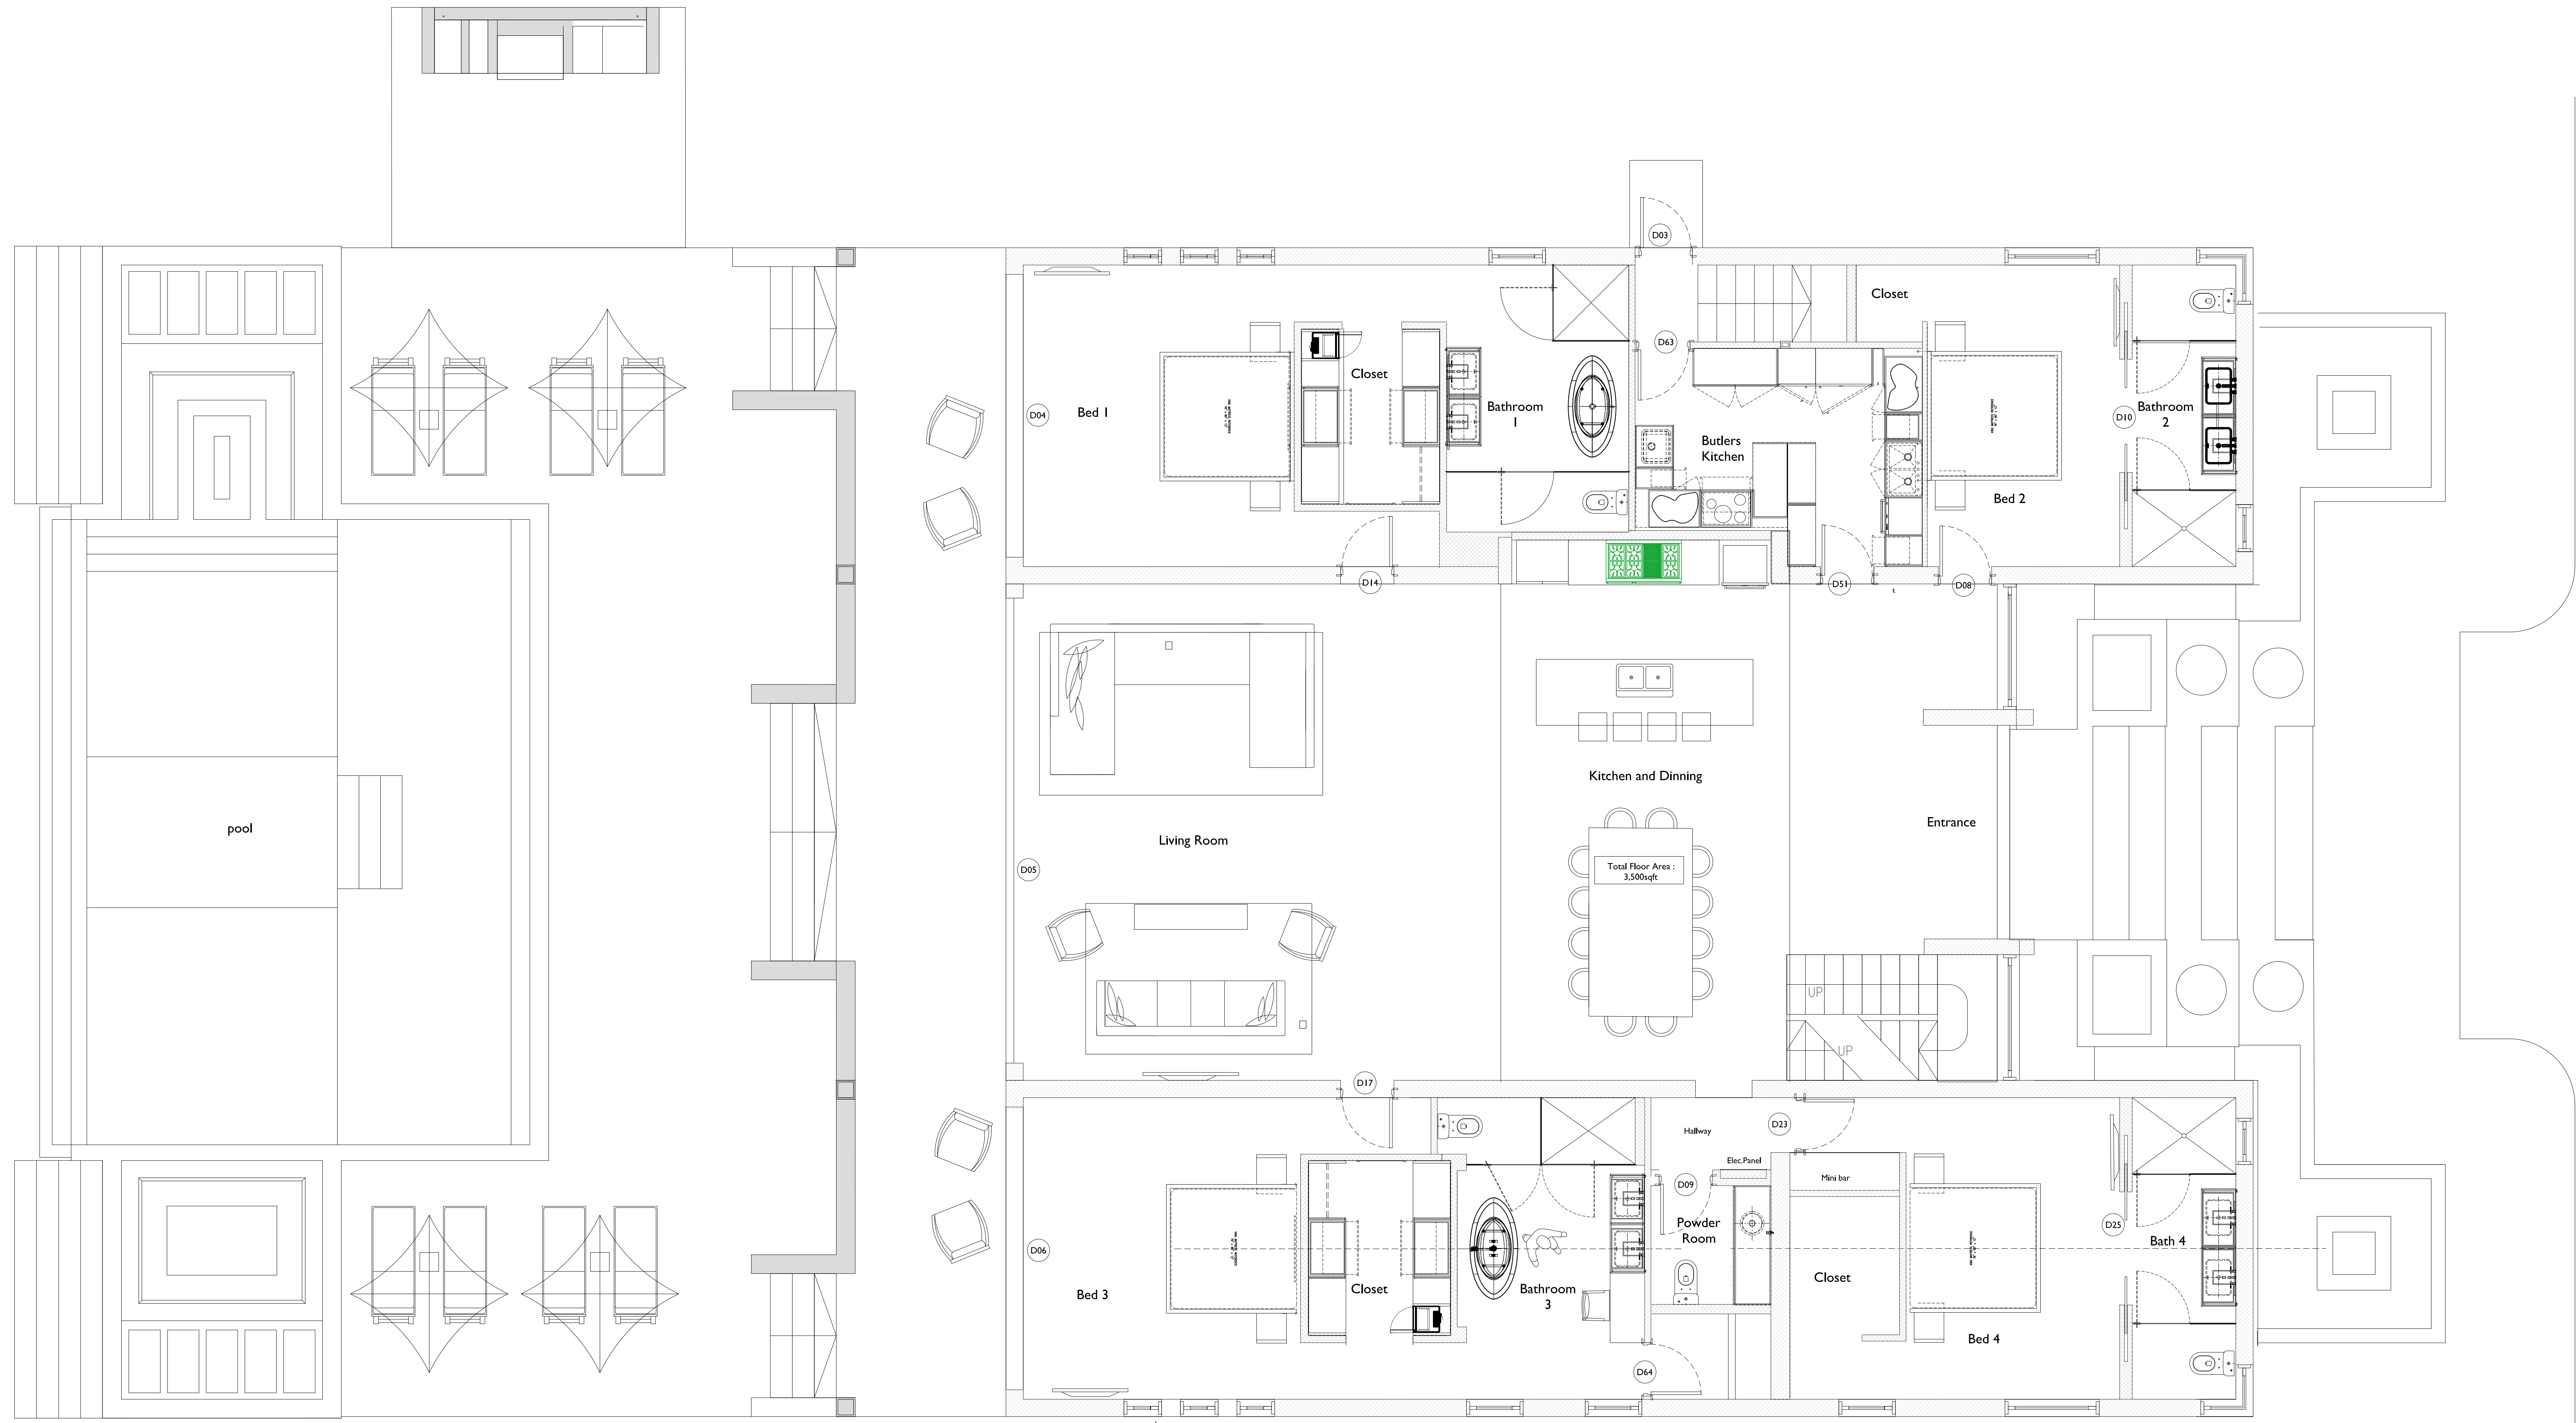 D03
Closet
D63
Closet
Bed 1
D04
Bathroom
1
Butlers
Kitchen
D10
Bathroom
2
Bed 2
D14
D51
D08
Kitchen and Dinning
pool
Living Room
Entrance
D05
Total Floor Area :
3,500sqft
UP
UP
D17
D23
Hallway
Elec.Panel
Mini bar
D09
Powder
Room
D25
Bath 4
D06
Closet
Closet
Bed 3
Bathroom
3
Bed 4
D64